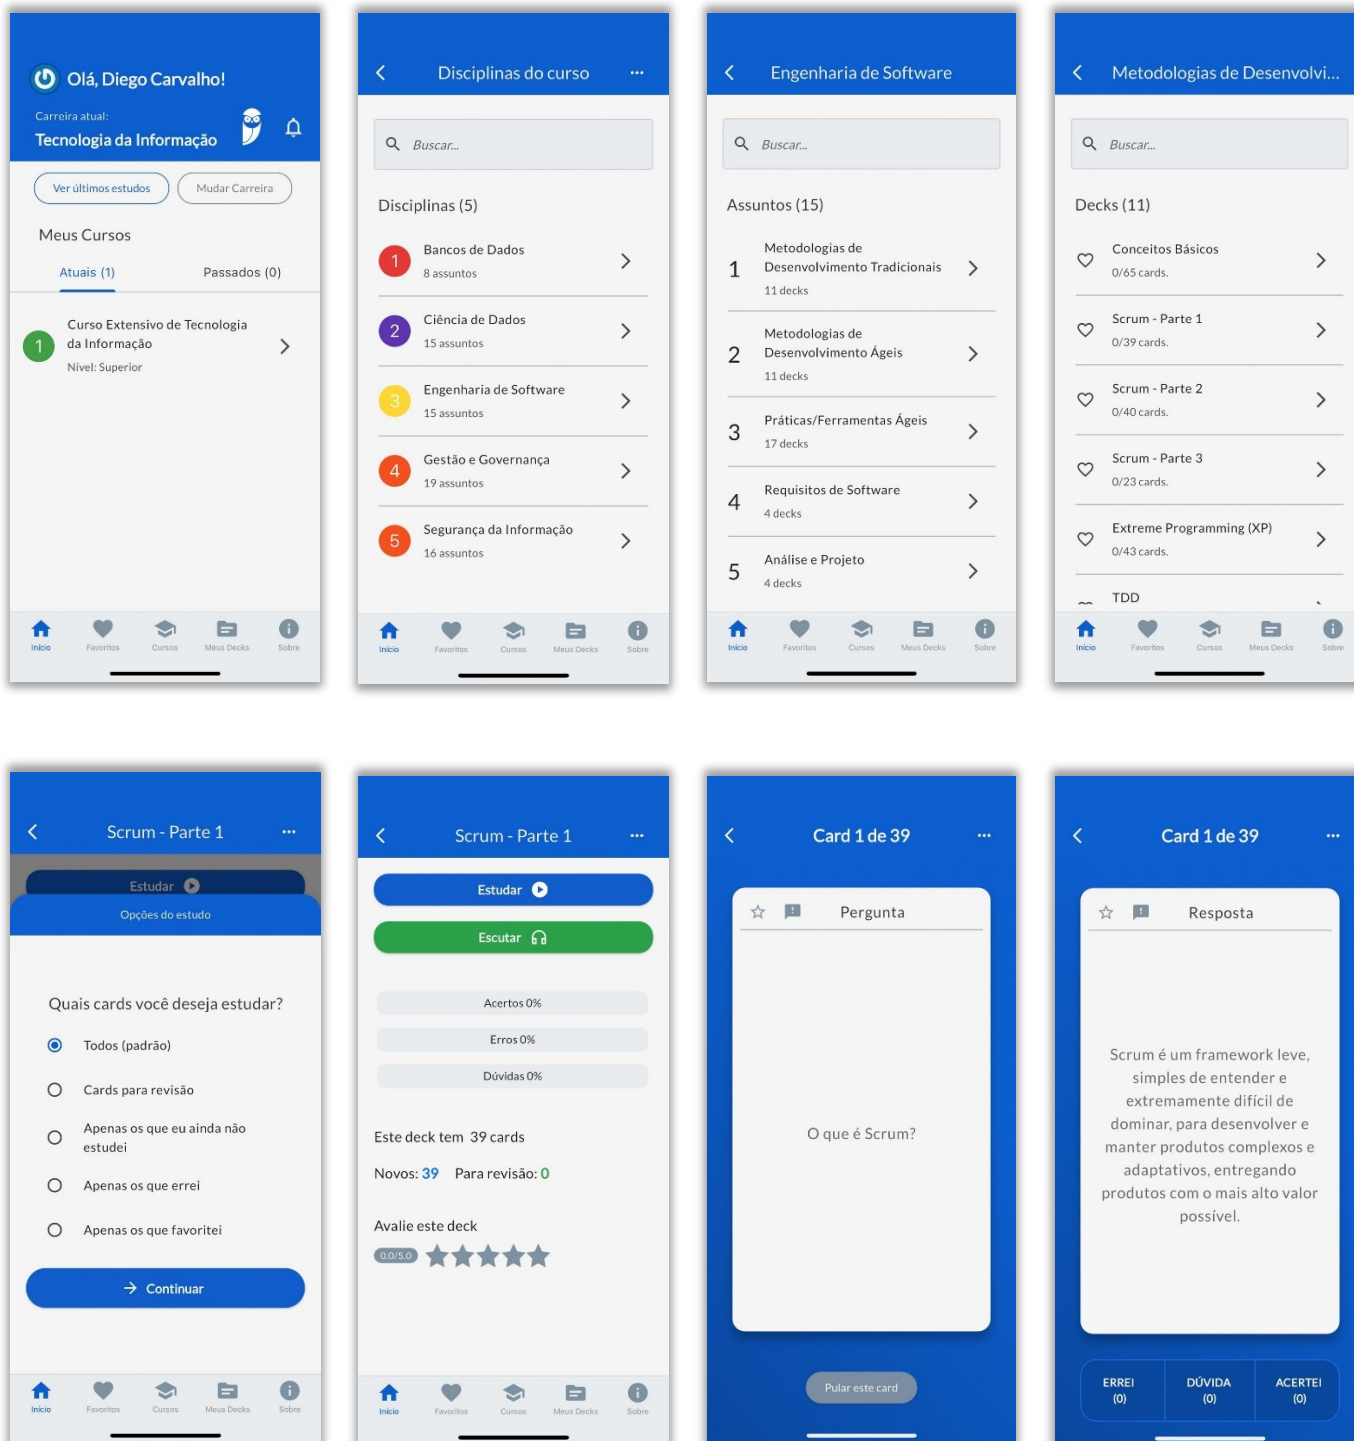 Olá, Diego Carvalho!
Carreira atual:
Tecnologia da Informação
Ver últimos estudos
Mudar Carreira
Meus Cursos
Atuais (1)
Passados (0)
1
Curso Extensivo de Tecnologia
da Informação
Nível: Superior
Início
Favoritos
Cursos
Meus Decks
Sobre
Disciplinas do curso
Buscar...
Disciplinas (5)
1
Bancos de Dados
8 assuntos
2
Ciência de Dados
15 assuntos
3
Engenharia de Software
15 assuntos
4
Gestão e Governança
19 assuntos
5
Segurança da Informação
16 assuntos
Início
Favoritos
Cursos
Meus Decks
Sobre
Engenharia de Software
Buscar...
Assuntos (15)
1
Metodologias de
Desenvolvimento Tradicionais
11 decks
2
Metodologias de
Desenvolvimento Ágeis
11 decks
3
Práticas/Ferramentas Ágeis
17 decks
4
Requisitos de Software
4 decks
5
Análise e Projeto
4 decks
Início
Favoritos
Cursos
Meus Decks
Sobre
Metodologias de Desenvolvi...
Buscar...
Decks (11)
Conceitos Básicos
0/65 cards.
Scrum - Parte 1
0/39 cards.
Scrum - Parte 2
0/40 cards.
Scrum - Parte 3
0/23 cards.
Extreme Programming (XP)
0/43 cards.
TDD
Início
Favoritos
Cursos
Meus Decks
Sobre
Scrum - Parte 1
Estudar
Opções do estudo
Quais cards você deseja estudar?
Todos (padrão)
Cards para revisão
Apenas os que eu ainda não
estudei
Apenas os que errei
Apenas os que favoritei
Continuar
Início
Favoritos
Cursos
Meus Decks
Sobre
Scrum - Parte 1
Estudar
Escutar
Acertos 0%
Erros 0%
Dúvidas 0%
Este deck tem 39 cards
Novos: 39 Para revisão: 0
Avalie este deck
0.0/5.0
Início
Favoritos
Cursos
Meus Decks
Sobre
Card 1 de 39
Pergunta
O que é Scrum?
Pular este card
Card 1 de 39
Resposta
Scrum é um framework leve,
simples de entender e
extremamente difícil de
dominar, para desenvolver e
manter produtos complexos e
adaptativos, entregando
produtos com o mais alto valor
possível.
ERREI
(0)
DÚVIDA
(0)
ACERTEI
(0)